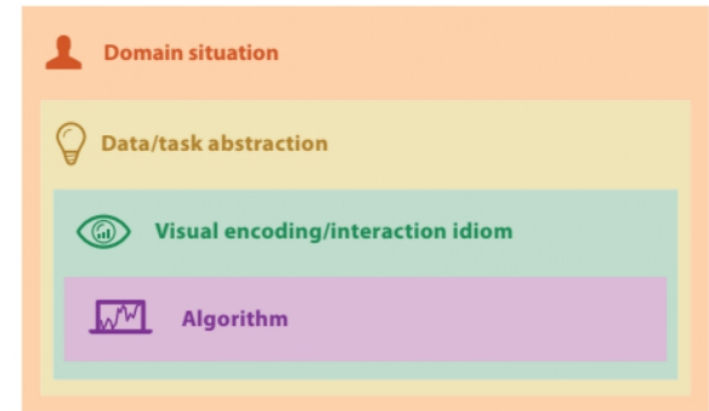 Domain situation
Data/task abstraction
Visual encoding/interaction idiom
Algorithm